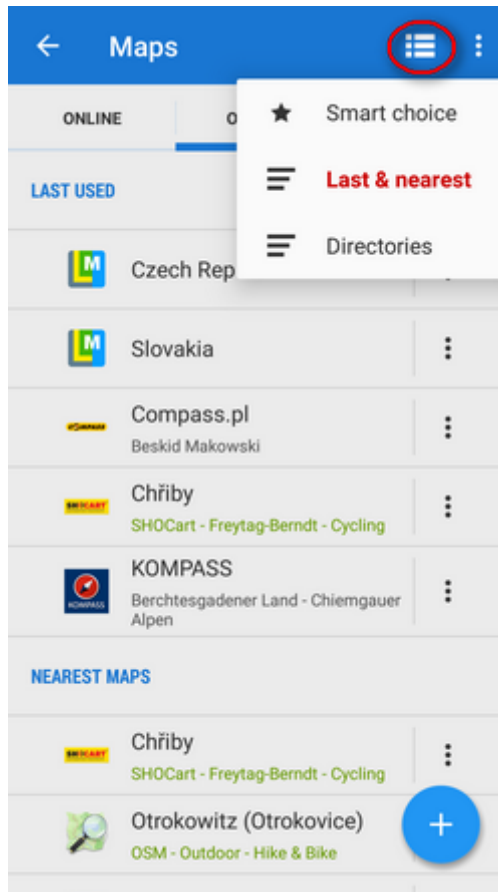 Maps
ONLINE
O
Smart choice
Last & nearest
Directories
LAST USED
Czech Rep
Slovakia
Compass.pl
Beskid Makowski
Chřiby
SHOCart - Freytag-Berndt - Cycling
KOMPASS
KOMPASS
Berchtesgadener Land - Chiemgauer
Alpen
NEAREST MAPS
Chřiby
SHOCart - Freytag-Berndt - Cycling
Otrokowitz (Otrokovice)
OSM - Outdoor - Hike & Bike